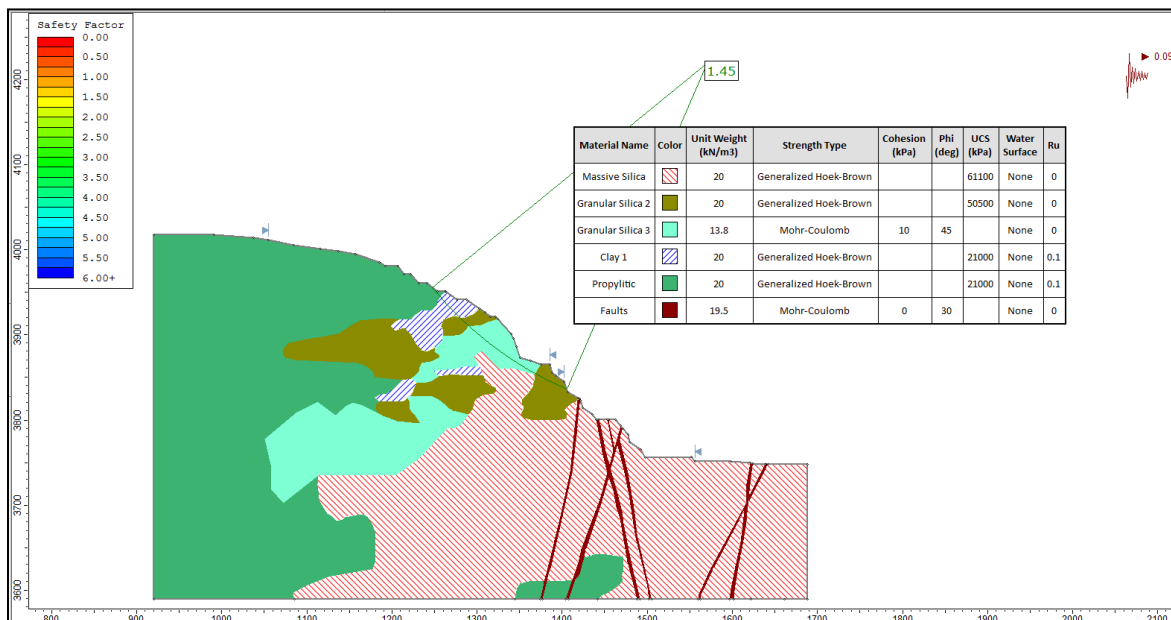 Safety Factor
0.00
0.50
1.00
1.50
2.00
2.50
3.00
3.50
4.00
4.50
5.00
5.50
6.00+
1.45
0.09
Material Name Color Unit Weight (kN/m3) Strength Type Cohesion (kPa) Phi (deg) UCS (kPa) Water Surface Ru
Massive Silica 20 Generalized Hoek-Brown 61100 None 0
Granular Silica 2 20 Generalized Hoek-Brown 50500 None 0
Granular Silica 3 13.8 Mohr-Coulomb 10 45 None 0
Clay 1 20 Generalized Hoek-Brown 21000 None 0.1
Propylitic 20 Generalized Hoek-Brown 21000 None 0.1
Faults 19.5 Mohr-Coulomb 0 30 None 0
4200
4100
4000
3900
3800
3700
3600
800 900 1000 1100 1200 1300 1400 1500 1600 1700 1800 1900 2000 2100